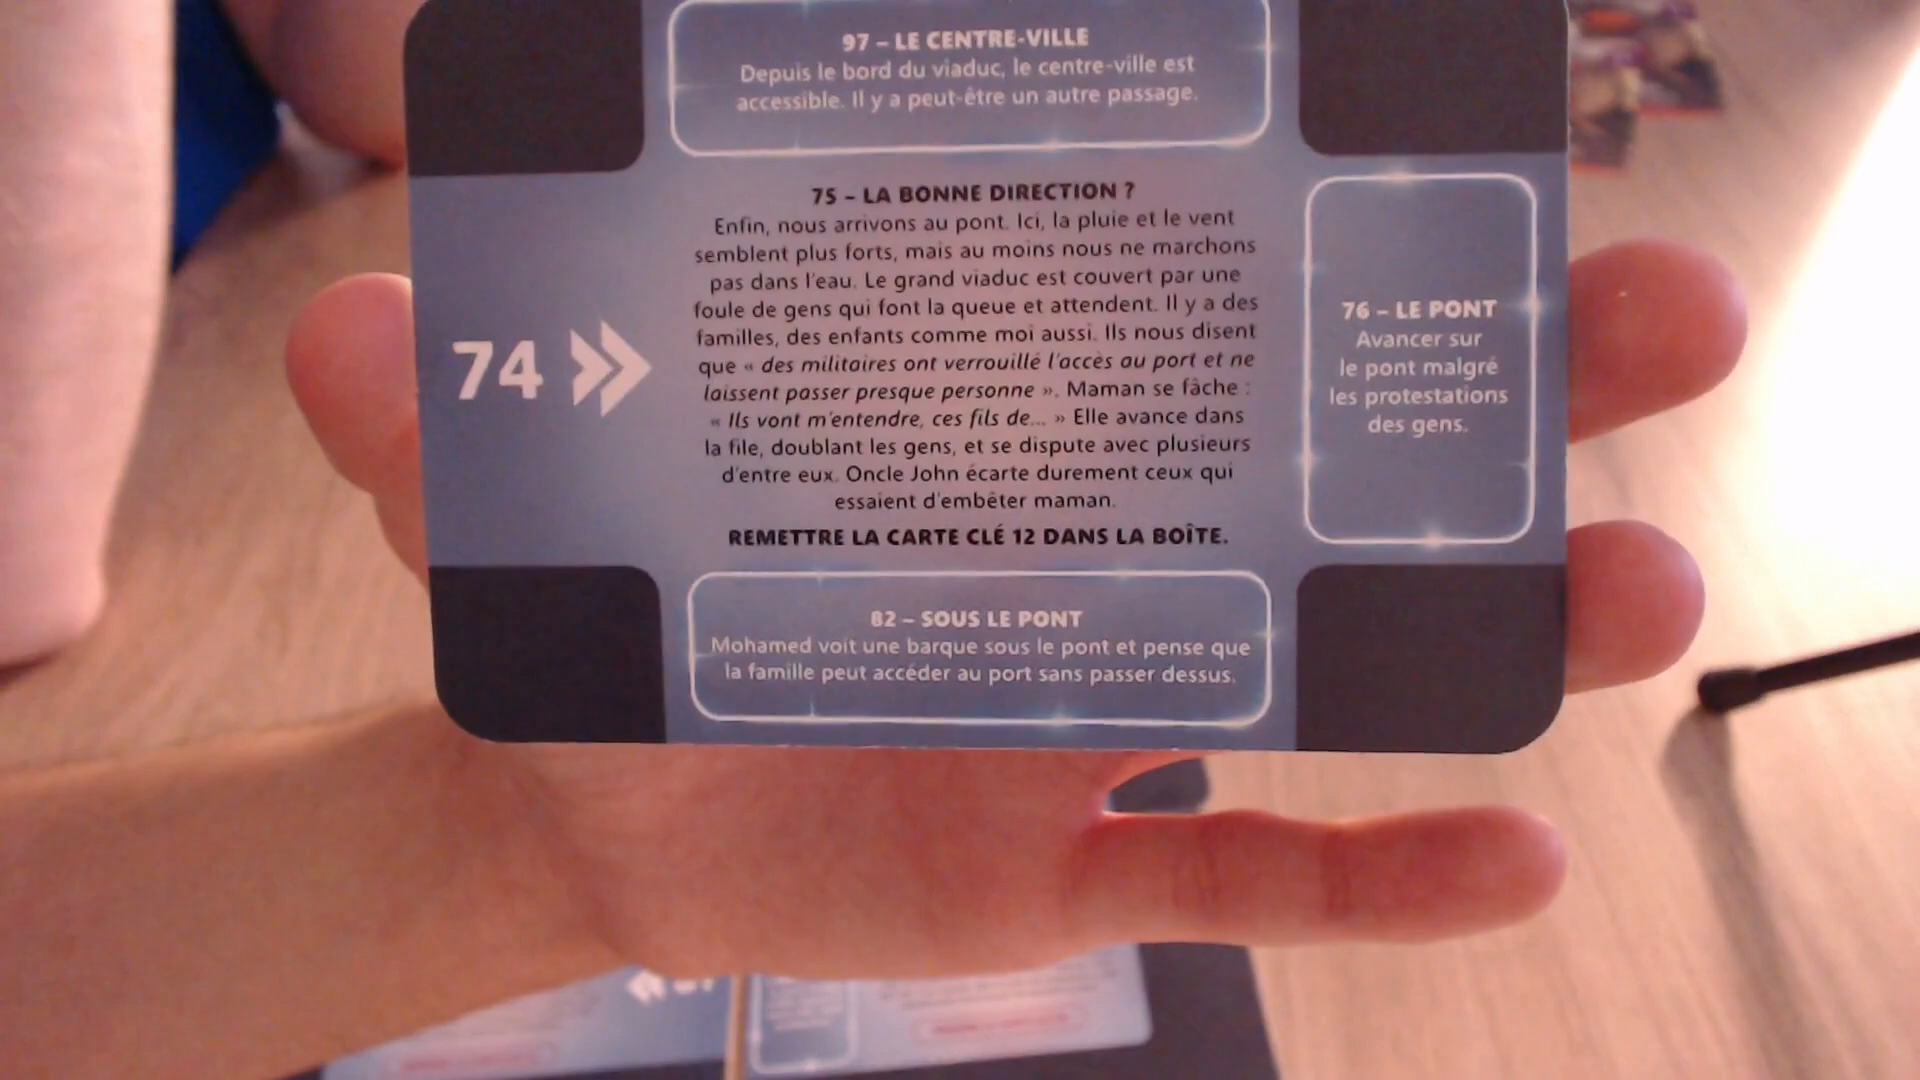 97 – LE CENTRE-VILLE
Depuis le bord du viaduc, le centre-ville est
accessible. Il y a peut-être un autre passage.
74
75 – LA BONNE DIRECTION ?
Enfin, nous arrivons au pont. Ici, la pluie et le vent
semblent plus forts, mais au moins nous ne marchons
pas dans l'eau. Le grand viaduc est couvert par une
foule de gens qui font la queue et attendent. Il y a des
familles, des enfants comme moi aussi. Ils nous disent
que « des militaires ont verrouillé l'accès au port et ne
laissent passer presque personne ». Maman se fâche :
« Ils vont m'entendre, ces fils de... » Elle avance dans
la file, doublant les gens, et se dispute avec plusieurs
d'entre eux. Oncle John écarte durement ceux qui
essaient d'embêter maman.
REMETTRE LA CARTE CLÉ 12 DANS LA BOÎTE.
76 – LE PONT
Avancer sur
le pont malgré
les protestations
des gens.
82 – SOUS LE PONT
Mohamed voit une barque sous le pont et pense que
la famille peut accéder au port sans passer dessus.